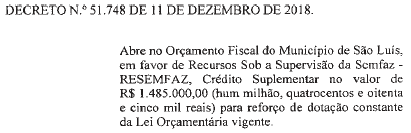 DECRETO N.º 51.748 DE 11 DE DEZEMBRO DE 2018.
Abre no Orçamento Fiscal do Município de São Luís,
em favor de Recursos Sob a Supervisão da Semfaz -
RESEMFAZ, Crédito Suplementar no valor de
R$ 1.485.000,00 (hum milhão, quatrocentos e oitenta
e cinco mil reais) para reforço de dotação constante
da Lei Orçamentária vigente.